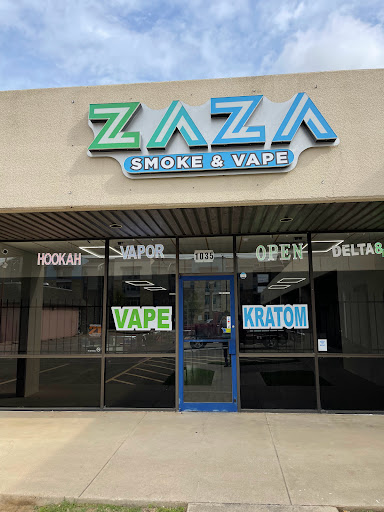 ZAZA
SMOKE & VAPE
HOOKAH
VAPOR
1035
OPEN
DELTA8
VAPE
KRATOM